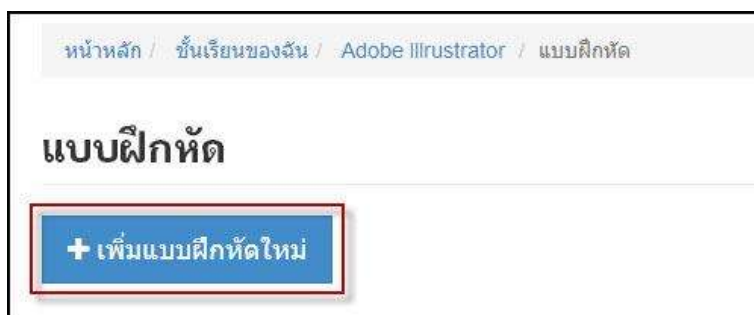 หน้าหลัก / ชั้นเรียนของฉัน / Adobe Illrustrator / แบบฝึกหัด
แบบฝึกหัด
+ เพิ่มแบบฝึกหัดใหม่